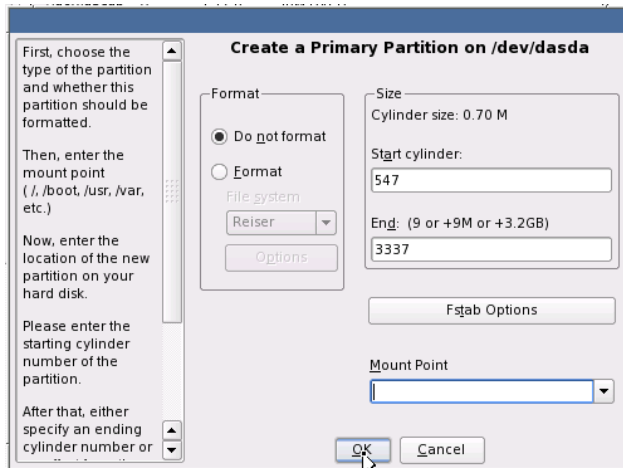 Create a Primary Partition on /dev/dasda
First, choose the
type of the partition
and whether this
partition should be
formatted.
Then, enter the
mount point
( /, /boot, /usr, /var,
etc.)
Now, enter the
location of the new
partition on your
hard disk.
Please enter the
starting cylinder
number of the
partition.
After that, either
specify an ending
cylinder number or
Format
Do not format
Format
File system
Reiser
Options
Size
Cylinder size: 0.70 M
Start cylinder:
547
End: (9 or +9M or +3.2GB)
3337
Fstab Options
Mount Point
OK
Cancel